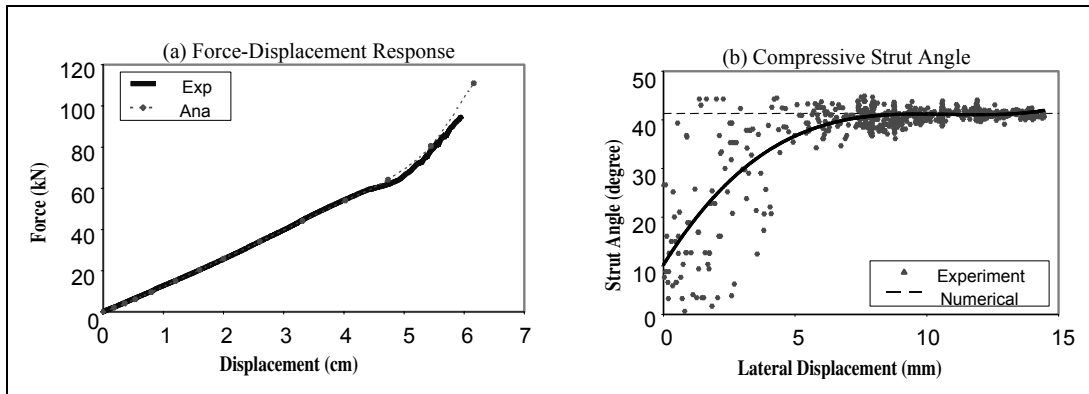 (a) Force-Displacement Response
120
100
80
60
40
20
0
Force (kN)
Exp
Ana
0 1 2 3 4 5 6 7
Displacement (cm)
(b) Compressive Strut Angle
50
40
30
20
10
0
Strut Angle (degree)
Experiment
Numerical
0 5 10 15
Lateral Displacement (mm)